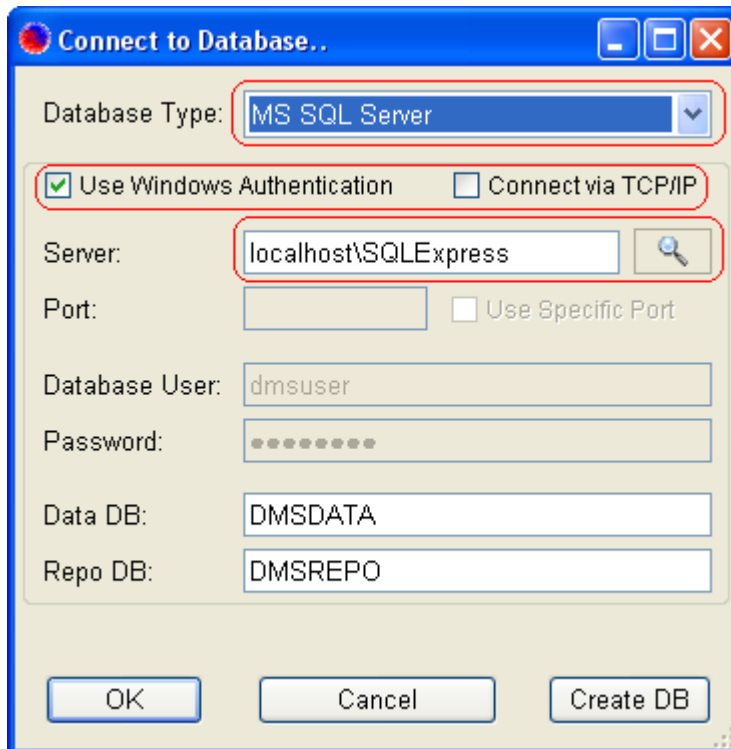 Connect to Database..
Database Type: MS SQL Server
Use Windows Authentication Connect via TCP/IP
Server: localhost\SQLExpress
Port: Use Specific Port
Database User: dmsuser
Password: ●●●●●●●●
Data DB: DMSDATA
Repo DB: DMSREPO
OK Cancel Create DB